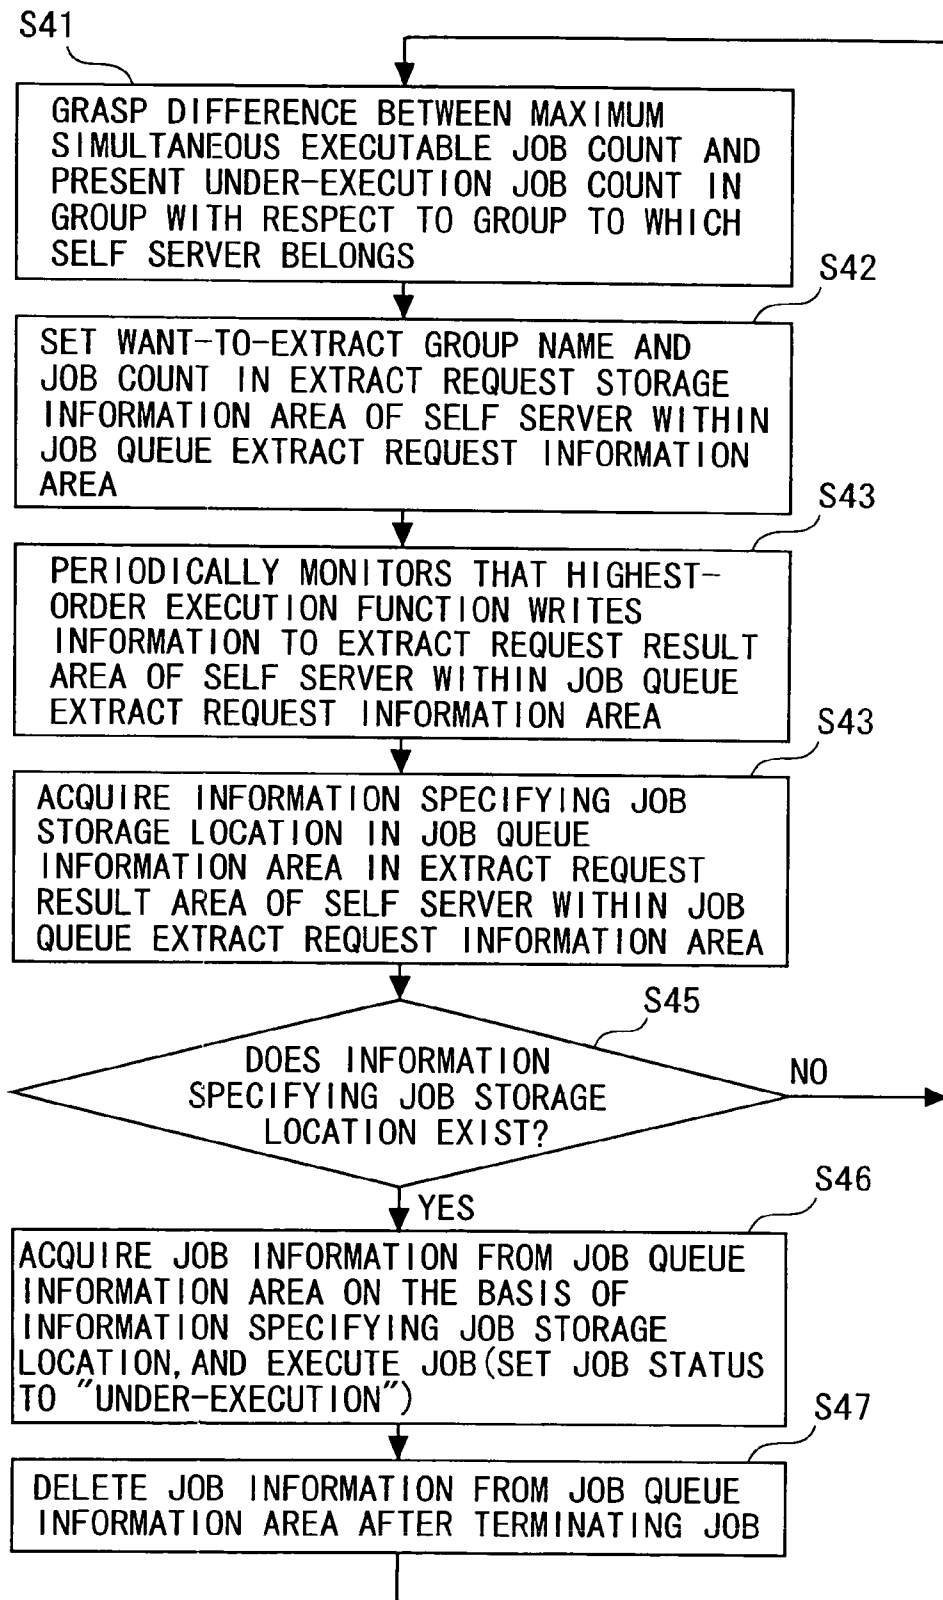 S41
GRASP DIFFERENCE BETWEEN MAXIMUM
SIMULTANEOUS EXECUTABLE JOB COUNT AND
PRESENT UNDER-EXECUTION JOB COUNT IN
GROUP WITH RESPECT TO GROUP TO WHICH
SELF SERVER BELONGS
S42
SET WANT-TO-EXTRACT GROUP NAME AND
JOB COUNT IN EXTRACT REQUEST STORAGE
INFORMATION AREA OF SELF SERVER WITHIN
JOB QUEUE EXTRACT REQUEST INFORMATION
AREA
S43
PERIODICALLY MONITORS THAT HIGHEST-
ORDER EXECUTION FUNCTION WRITES
INFORMATION TO EXTRACT REQUEST RESULT
AREA OF SELF SERVER WITHIN JOB QUEUE
EXTRACT REQUEST INFORMATION AREA
S43
ACQUIRE INFORMATION SPECIFYING JOB
STORAGE LOCATION IN JOB QUEUE
INFORMATION AREA IN EXTRACT REQUEST
RESULT AREA OF SELF SERVER WITHIN JOB
QUEUE EXTRACT REQUEST INFORMATION AREA
S45
DOES INFORMATION
SPECIFYING JOB STORAGE
LOCATION EXIST?
NO
YES
S46
ACQUIRE JOB INFORMATION FROM JOB QUEUE
INFORMATION AREA ON THE BASIS OF
INFORMATION SPECIFYING JOB STORAGE
LOCATION, AND EXECUTE JOB(SET JOB STATUS
TO "UNDER-EXECUTION")
S47
DELETE JOB INFORMATION FROM JOB QUEUE
INFORMATION AREA AFTER TERMINATING JOB